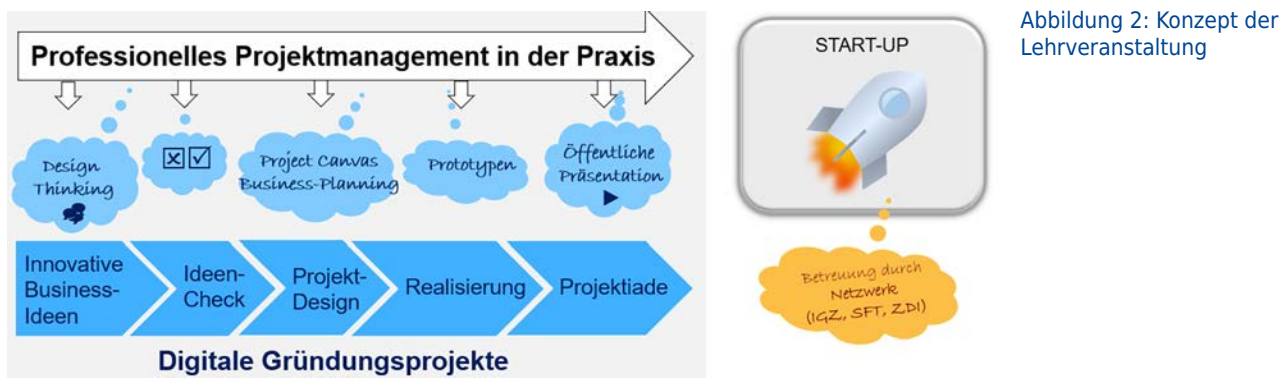 Professionelles Projektmanagement in der Praxis
Design
Thinking
Project Canvas
Business-Planning
Prototypen
Öffentliche
Präsentation
Innovative
Business-
Ideen
Ideen-
Check
Projekt-
Design
Realisierung
Projektiade
Digitale Gründungsprojekte
START-UP
Betreuung durch
Netzwerk
(IGZ, SFT, ZDI)
Abbildung 2: Konzept der
Lehrveranstaltung